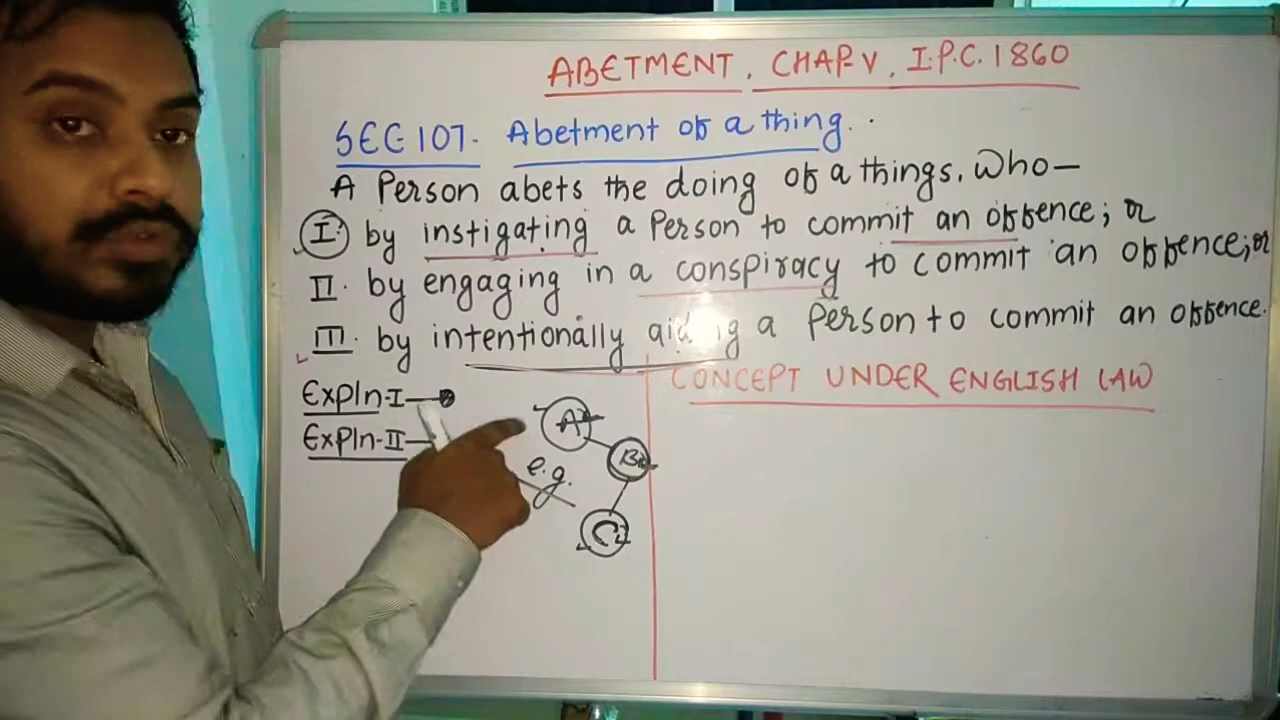 ABETMENT. CHAP-V. I.P.C. 1860
SEC-107. Abetment of a thing.
A Person abets the doing of a things. Who—
I. by instigating a Person to commit an offence; or
II. by engaging in a conspiracy to commit an offence; or
III. by intentionally aiding a Person to commit an offence.
CONCEPT UNDER ENGLISH LAW
Expln-I—
Expln-II—
A
B
e.g.
C